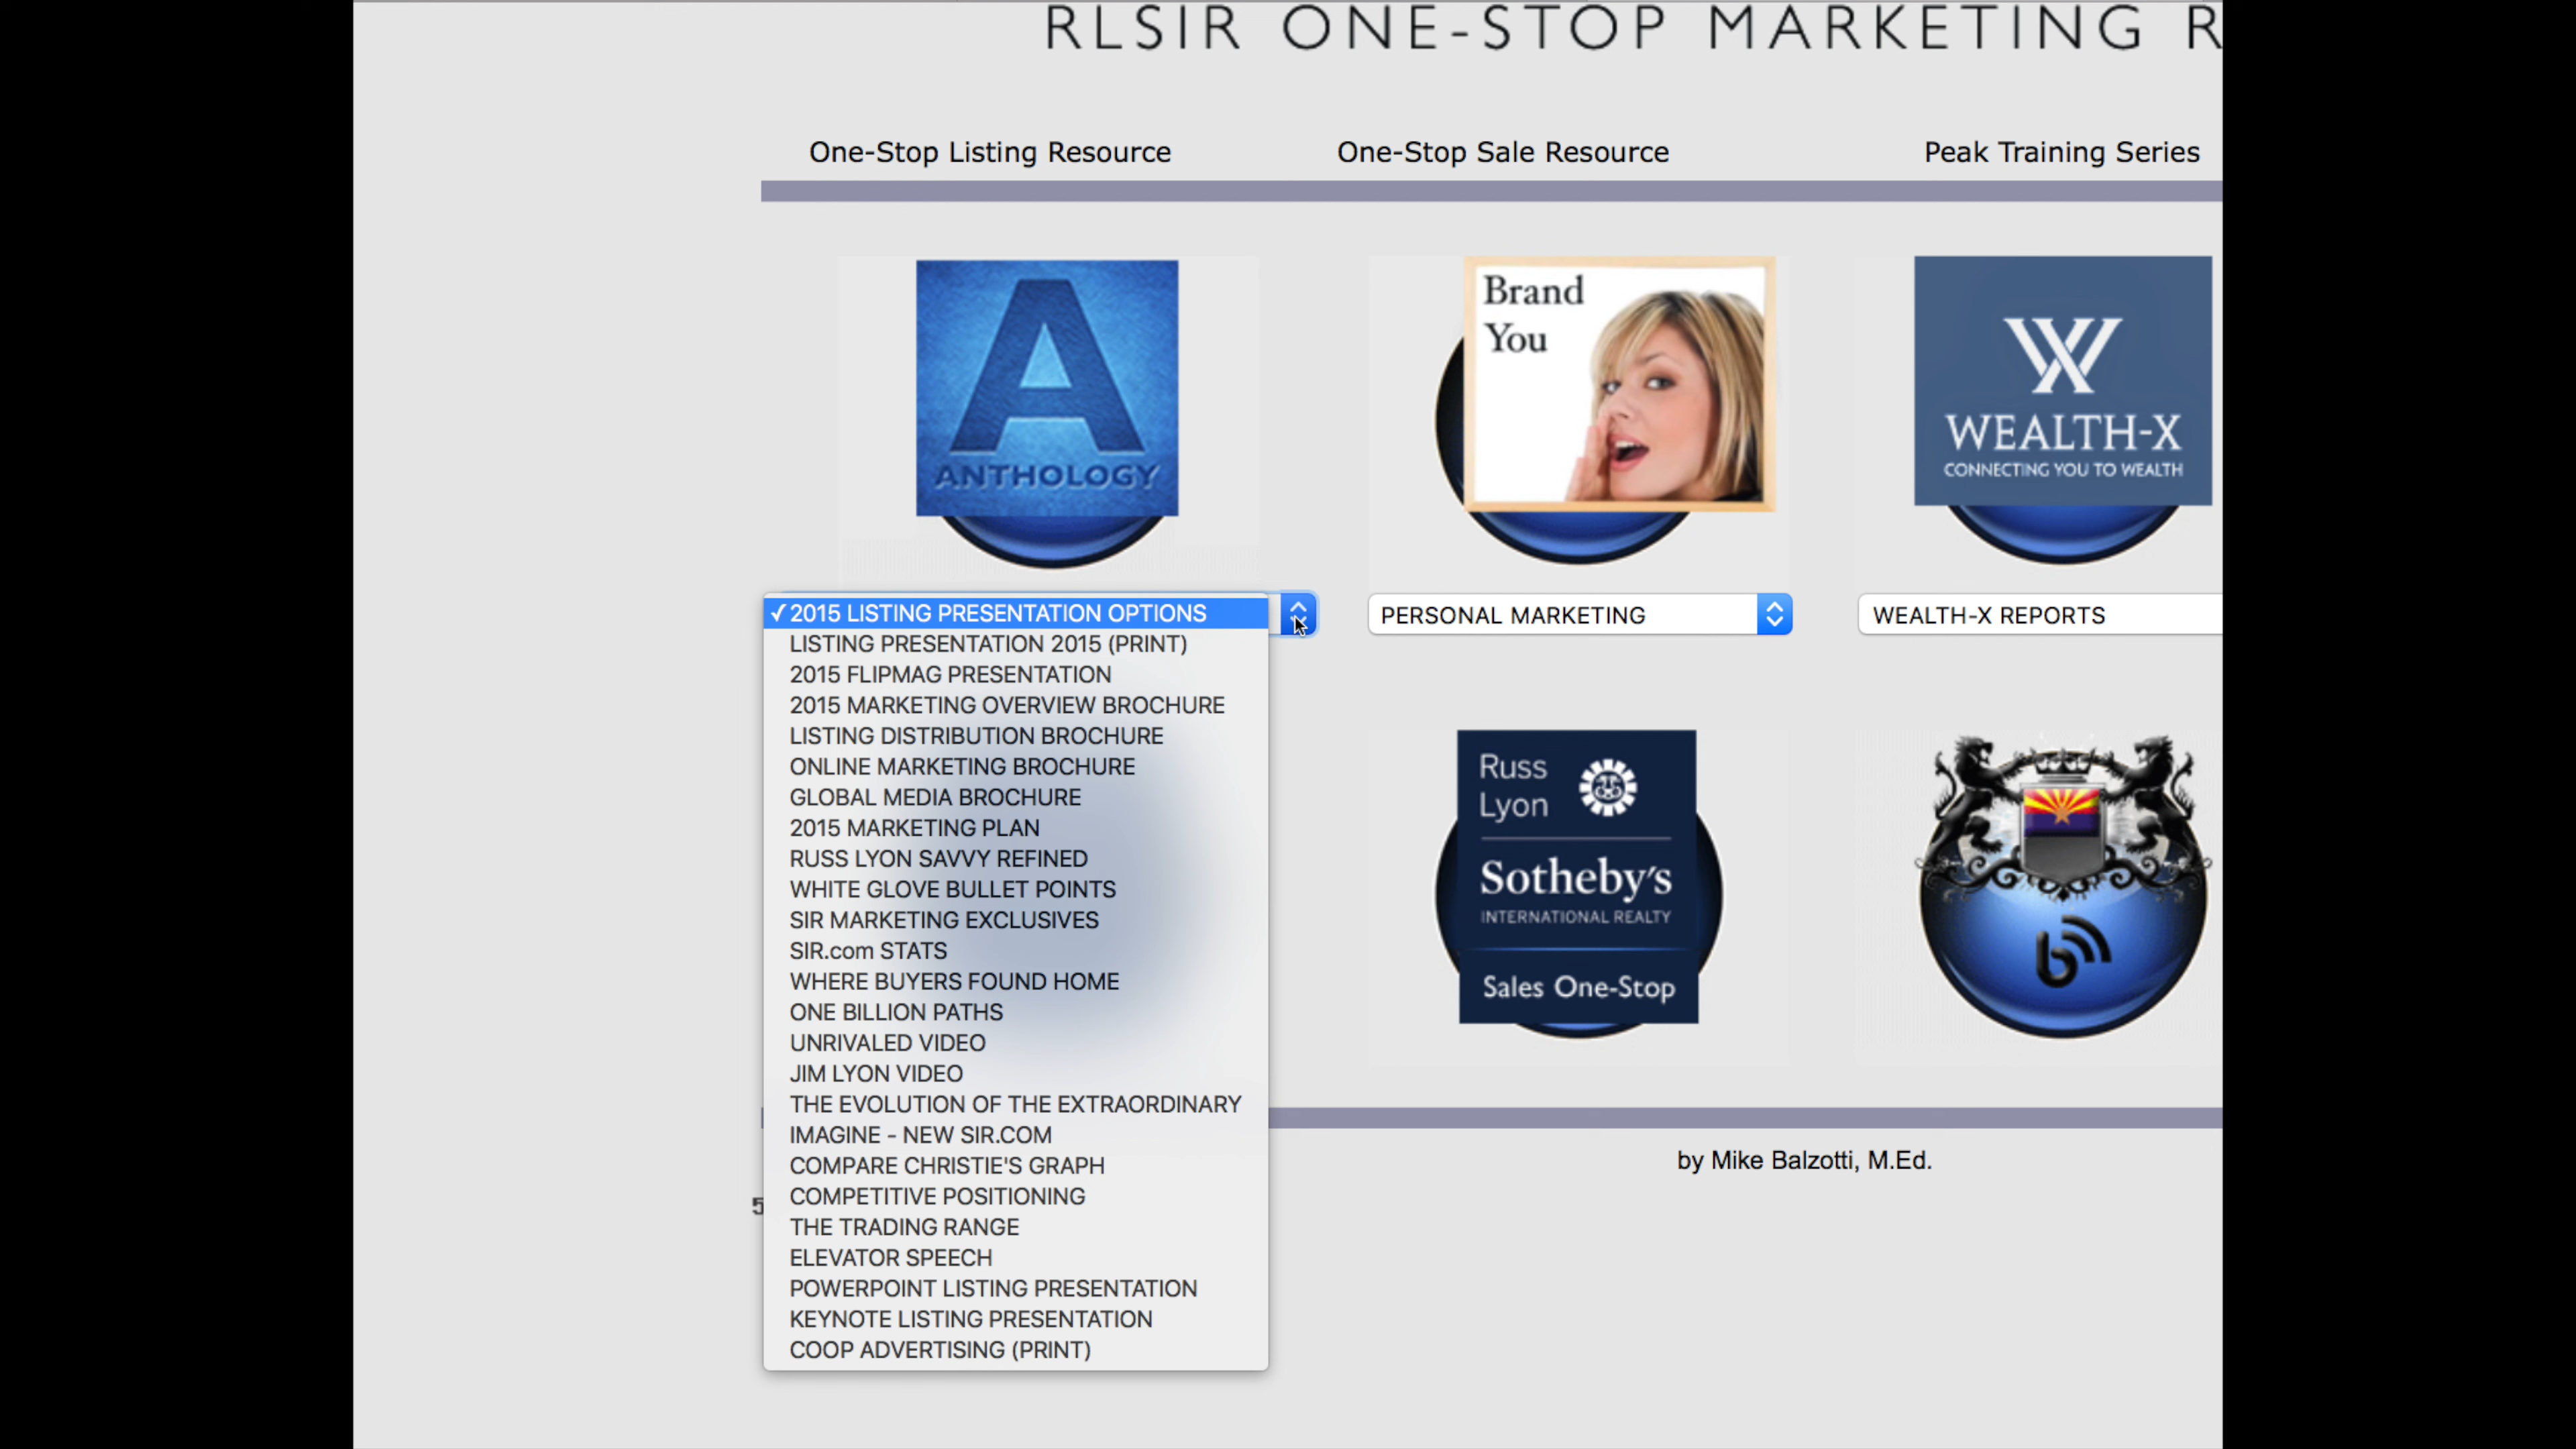 RLSIR ONE-STOP MARKETING R
One-Stop Listing Resource
One-Stop Sale Resource
Peak Training Series
A
ANTHOLOGY
Brand
You
WEALTH-X
CONNECTING YOU TO WEALTH
✓ 2015 LISTING PRESENTATION OPTIONS
LISTING PRESENTATION 2015 (PRINT)
2015 FLIPMAG PRESENTATION
2015 MARKETING OVERVIEW BROCHURE
LISTING DISTRIBUTION BROCHURE
ONLINE MARKETING BROCHURE
GLOBAL MEDIA BROCHURE
2015 MARKETING PLAN
RUSS LYON SAVVY REFINED
WHITE GLOVE BULLET POINTS
SIR MARKETING EXCLUSIVES
SIR.com STATS
WHERE BUYERS FOUND HOME
ONE BILLION PATHS
UNRIVALED VIDEO
JIM LYON VIDEO
THE EVOLUTION OF THE EXTRAORDINARY
IMAGINE - NEW SIR.COM
COMPARE CHRISTIE'S GRAPH
COMPETITIVE POSITIONING
THE TRADING RANGE
ELEVATOR SPEECH
POWERPOINT LISTING PRESENTATION
KEYNOTE LISTING PRESENTATION
COOP ADVERTISING (PRINT)
PERSONAL MARKETING
WEALTH-X REPORTS
Russ
Lyon
Sotheby's
INTERNATIONAL REALTY
Sales One-Stop
by Mike Balzotti, M.Ed.
5